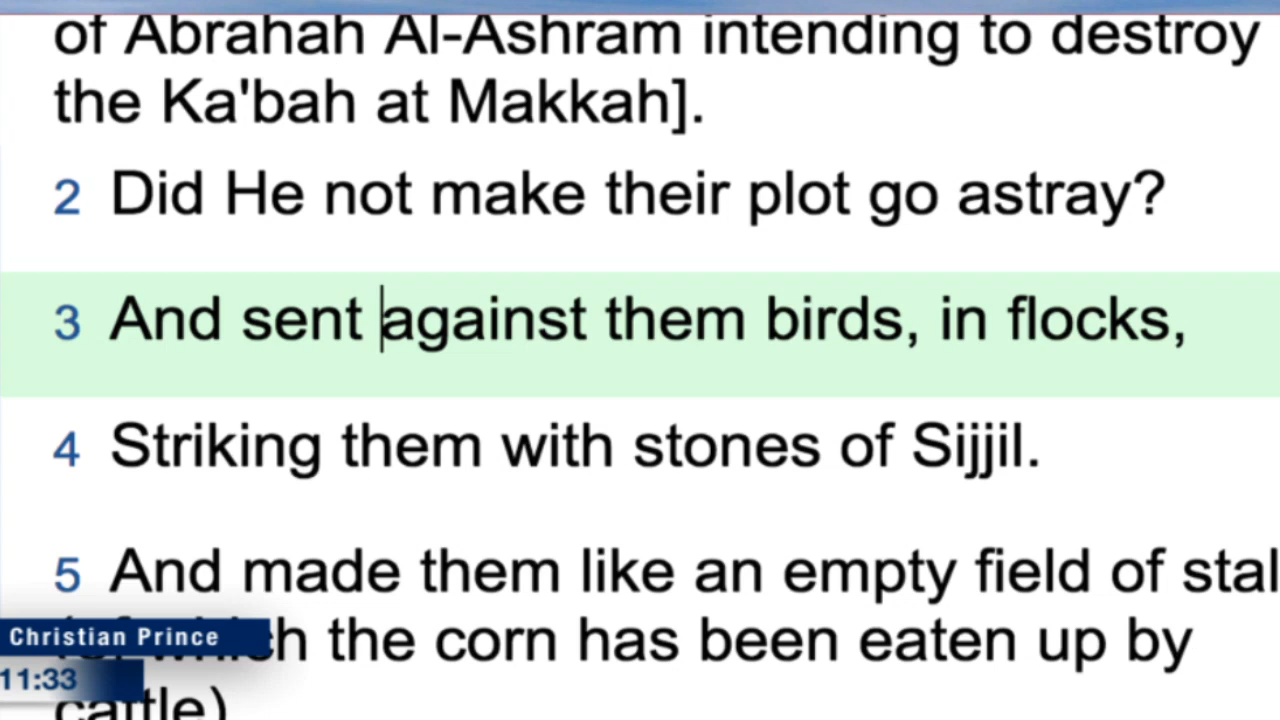 of Abrahah Al-Ashram intending to destroy
the Ka'bah at Makkah].
2 Did He not make their plot go astray?
3 And sent against them birds, in flocks,
4 Striking them with stones of Sijjil.
5 And made them like an empty field of
Christian Prince
the corn has been eaten up by
11:33
cattle)